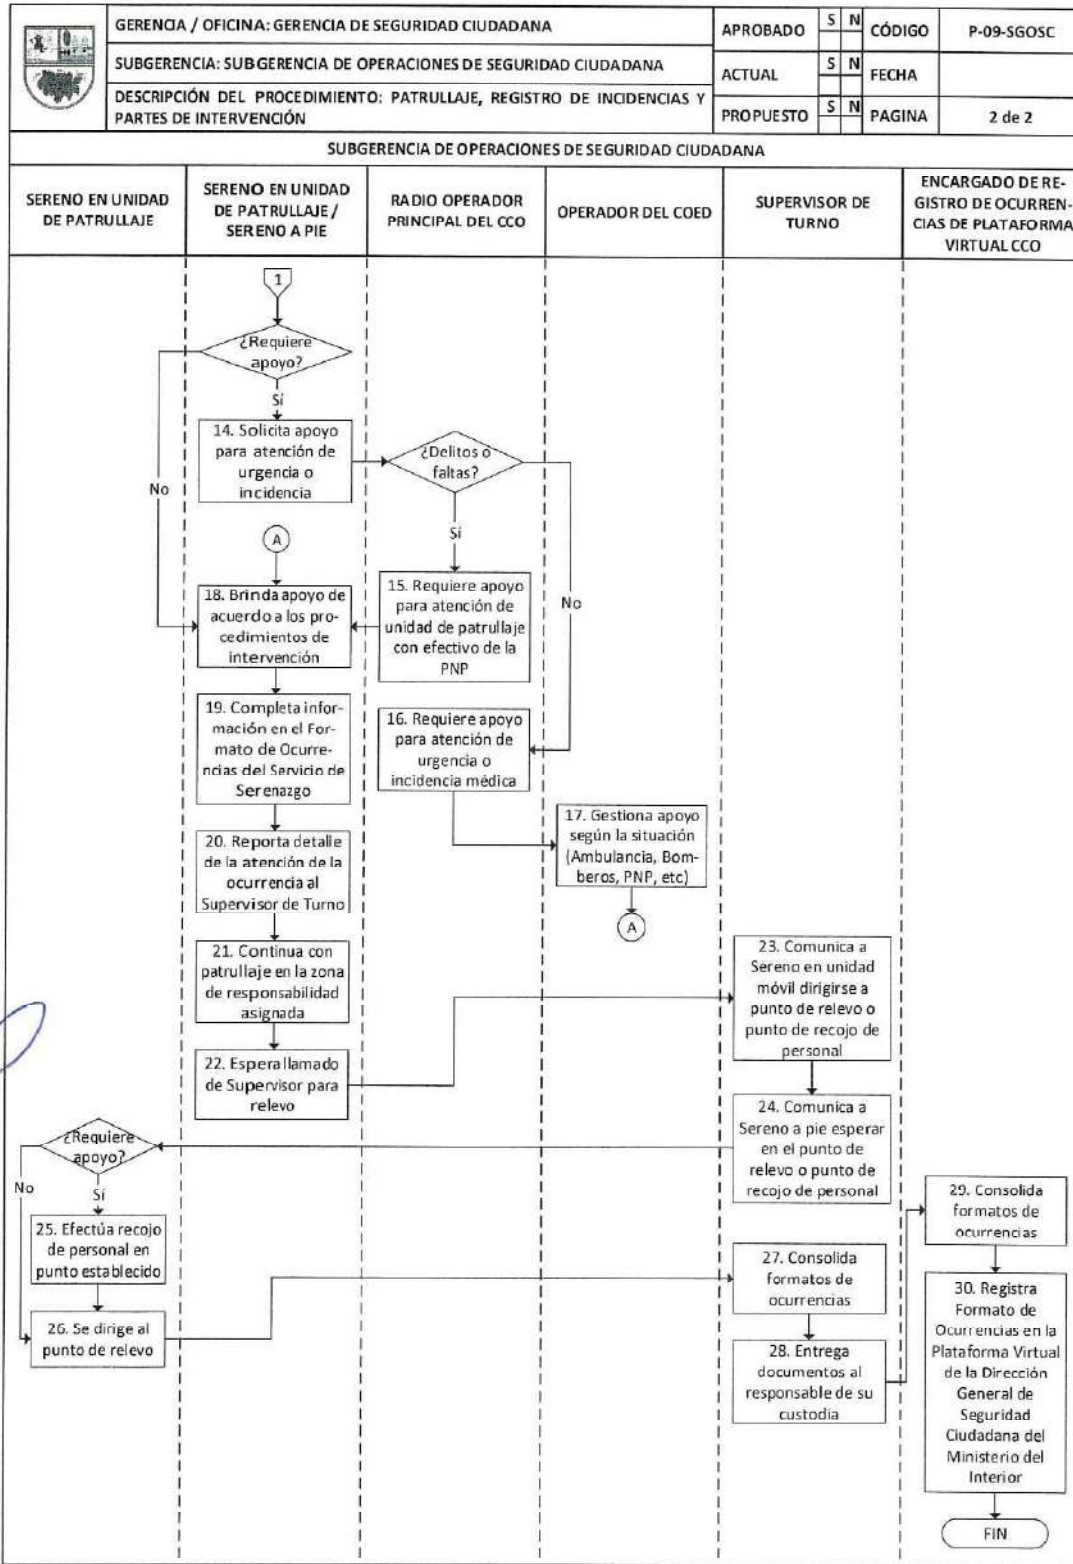 GERENCIA / OFICINA: GERENCIA DE SEGURIDAD CIUDADANA
SUBGERENCIA: SUBGERENCIA DE OPERACIONES DE SEGURIDAD CIUDADANA
DESCRIPCIÓN DEL PROCEDIMIENTO: PATRULLAJE, REGISTRO DE INCIDENCIAS Y
PARTES DE INTERVENCIÓN
APROBADO S N CÓDIGO P-09-SGOSC
ACTUAL S N FECHA
PROPUESTO S N PAGINA 2 de 2
SUBGERENCIA DE OPERACIONES DE SEGURIDAD CIUDADANA
SERENO EN UNIDAD
DE PATRULLAJE
SERENO EN UNIDAD
DE PATRULLAJE /
SERENO A PIE
RADIO OPERADOR
PRINCIPAL DEL CCO
OPERADOR DEL COED
SUPERVISOR DE
TURNO
ENCARGADO DE RE-
GISTRO DE OCURREN-
CIAS DE PLATAFORMA
VIRTUAL CCO
1
¿Requiere
apoyo?
Sí
No
14. Solicita apoyo
para atención de
urgencia o
incidencia
¿Delitos o
faltas?
Sí
No
A
15. Requiere apoyo
para atención de
unidad de patrullaje
con efectivo de la
PNP
18. Brinda apoyo de
acuerdo a los pro-
cedimientos de
intervención
19. Completa infor-
mación en el For-
mato de Ocurre-
ncias del Servicio de
Serenazgo
16. Requiere apoyo
para atención de
urgencia o
incidencia médica
17. Gestiona apoyo
según la situación
(Ambulancia, Bom-
beros, PNP, etc)
A
20. Reporta detalle
de la atención de la
ocurrencia al
Supervisor de Turno
21. Continua con
patrullaje en la zona
de responsabilidad
asignada
22. Espera llamado
de Supervisor para
relevo
23. Comunica a
Sereno en unidad
móvil dirigirse a
punto de relevo o
punto de recojo de
personal
24. Comunica a
Sereno a pie esperar
en el punto de
relevo o punto de
recojo de personal
¿Requiere
apoyo?
No
Sí
25. Efectúa recojo
de personal en
punto establecido
26. Se dirige al
punto de relevo
27. Consolida
formatos de
ocurrencias
28. Entrega
documentos al
responsable de su
custodia
29. Consolida
formatos de
ocurrencias
30. Registra
Formato de
Ocurrencias en la
Plataforma Virtual
de la Dirección
General de
Seguridad
Ciudadana del
Ministerio del
Interior
FIN